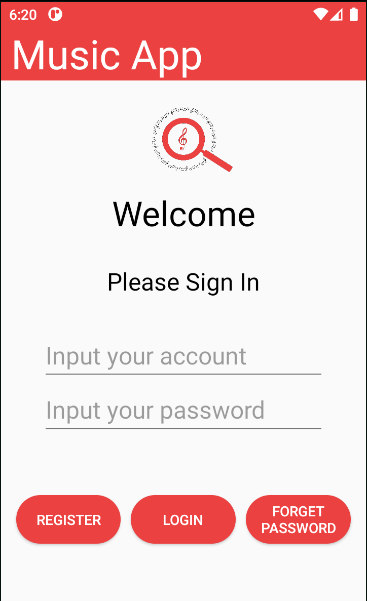 6:20
Music App
Welcome
Please Sign In
Input your account
Input your password
REGISTER
LOGIN
FORGET
PASSWORD